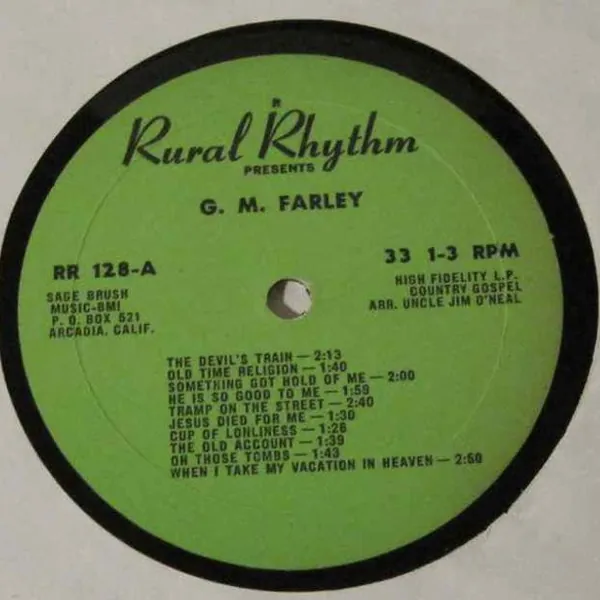 R
Rural Rhythm
PRESENTS
G. M. FARLEY
RR 128-A
SAGE BRUSH
MUSIC-BMI
P. O. BOX 521
ARCADIA, CALIF.
33 1-3 RPM
HIGH FIDELITY L.P.
COUNTRY GOSPEL
ARR. UNCLE JIM O'NEAL
THE DEVIL'S TRAIN — 2:13
OLD TIME RELIGION — 1:40
SOMETHING GOT HOLD OF ME — 2:00
HE IS SO GOOD TO ME — 1:59
TRAMP ON THE STREET — 2:40
JESUS DIED FOR ME — 1:30
CUP OF LONLINESS — 1:26
THE OLD ACCOUNT — 1:39
OH THOSE TOMBS — 1:43
WHEN I TAKE MY VACATION IN HEAVEN — 2:50